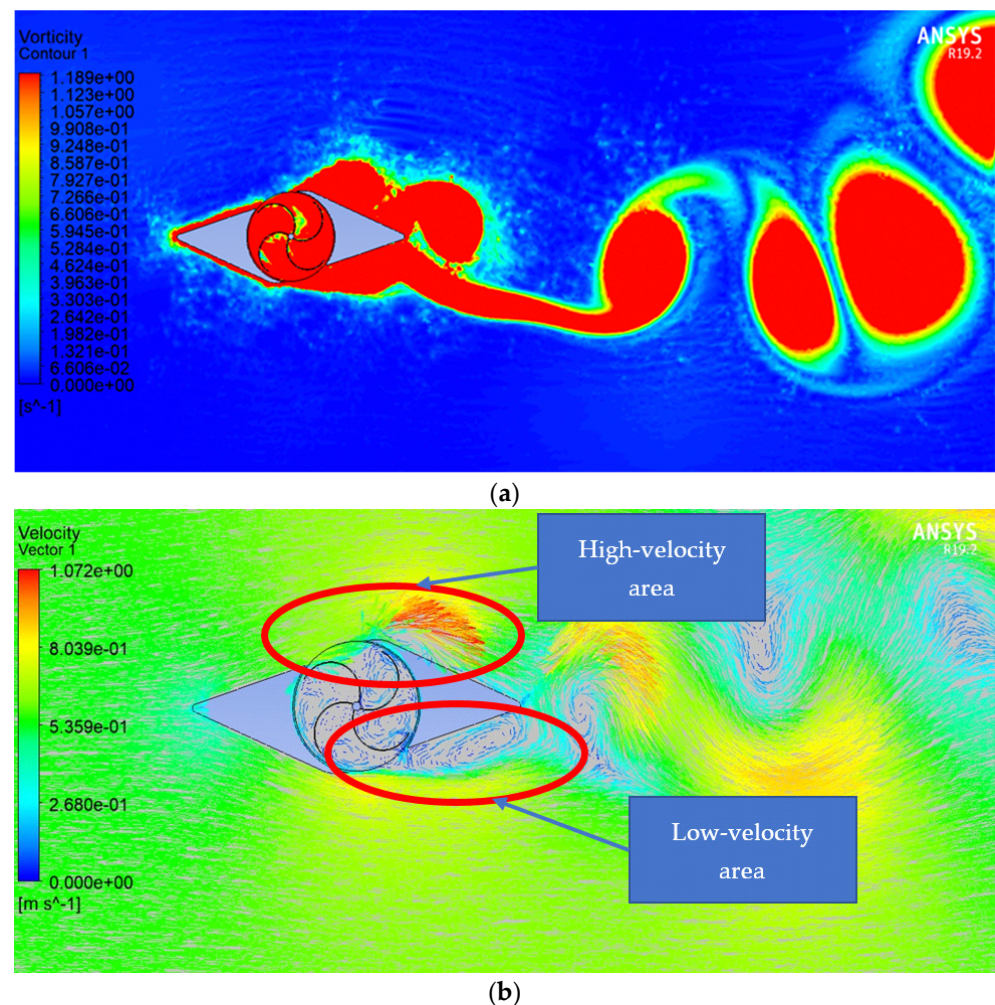 Vorticity
Contour 1
ANSYS
R19.2
1.189e+00
1.123e+00
1.057e+00
9.908e-01
9.248e-01
8.587e-01
7.927e-01
7.266e-01
6.606e-01
5.945e-01
5.284e-01
4.624e-01
3.963e-01
3.303e-01
2.642e-01
1.982e-01
1.321e-01
6.606e-02
0.000e+00
[s^-1]
(a)
Velocity
Vector 1
ANSYS
R19.2
1.072e+00
8.039e-01
5.359e-01
2.680e-01
0.000e+00
[m s^-1]
High-velocity
area
Low-velocity
area
(b)